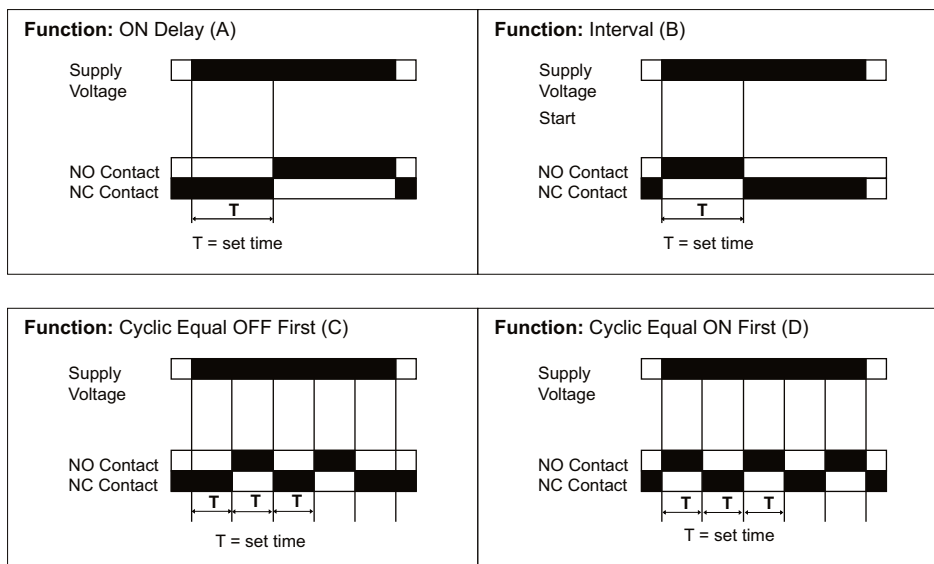 Function: ON Delay (A)
Supply
Voltage
NO Contact
NC Contact
T
T = set time
Function: Interval (B)
Supply
Voltage
Start
NO Contact
NC Contact
T
T = set time
Function: Cyclic Equal OFF First (C)
Supply
Voltage
NO Contact
NC Contact
T T T
T = set time
Function: Cyclic Equal ON First (D)
Supply
Voltage
NO Contact
NC Contact
T T T
T = set time